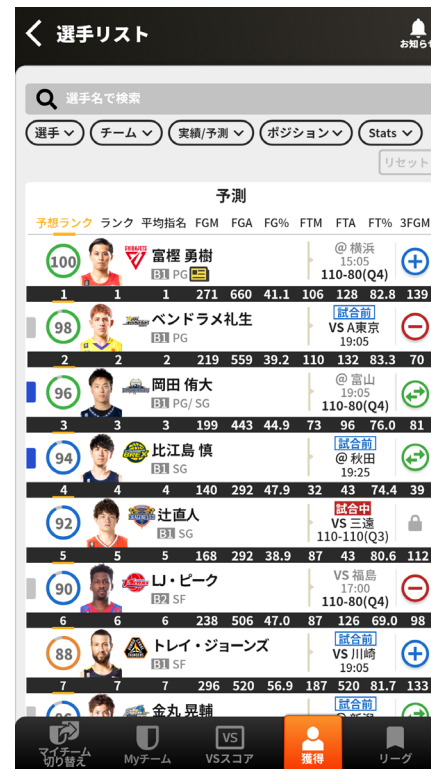 選手リスト
お知らせ
選手名で検索
選手 チーム 実績/予測 ポジション Stats
リセット
予測
予想ランク ランク 平均指名 FGM FGA FG% FTM FTA FT% 3FGM
100 富樫 勇樹 B1 PG
@ 横浜
15:05
110-80(Q4)
1 1 1 271 660 41.1 106 128 82.8 139
98 ベンドラメ礼生 B1 PG
試合前
VS A東京
19:05
2 2 2 219 559 39.2 110 132 83.3 70
96 岡田 侑大 B1 PG/ SG
@ 富山
19:05
110-80(Q4)
3 3 3 199 443 44.9 73 96 76.0 81
94 BREX 比江島 慎 B1 SG
試合前
@ 秋田
19:25
4 4 4 140 292 47.9 32 43 74.4 39
92 辻直人 B1 SG
試合中
VS 三遠
110-110(Q3)
5 5 5 168 292 38.9 87 43 80.6 112
90 LJ・ピーク B2 SF
VS 福島
17:00
110-80(Q4)
6 6 6 238 506 47.0 87 126 69.0 98
88 トレイ・ジョーンズ B1 SF
試合前
VS 川崎
19:05
7 7 7 296 520 56.9 187 520 81.7 133
金丸 晃輔
試合前
マイチーム
切り替え
Myチーム
VS
VSスコア
獲得
リーグ